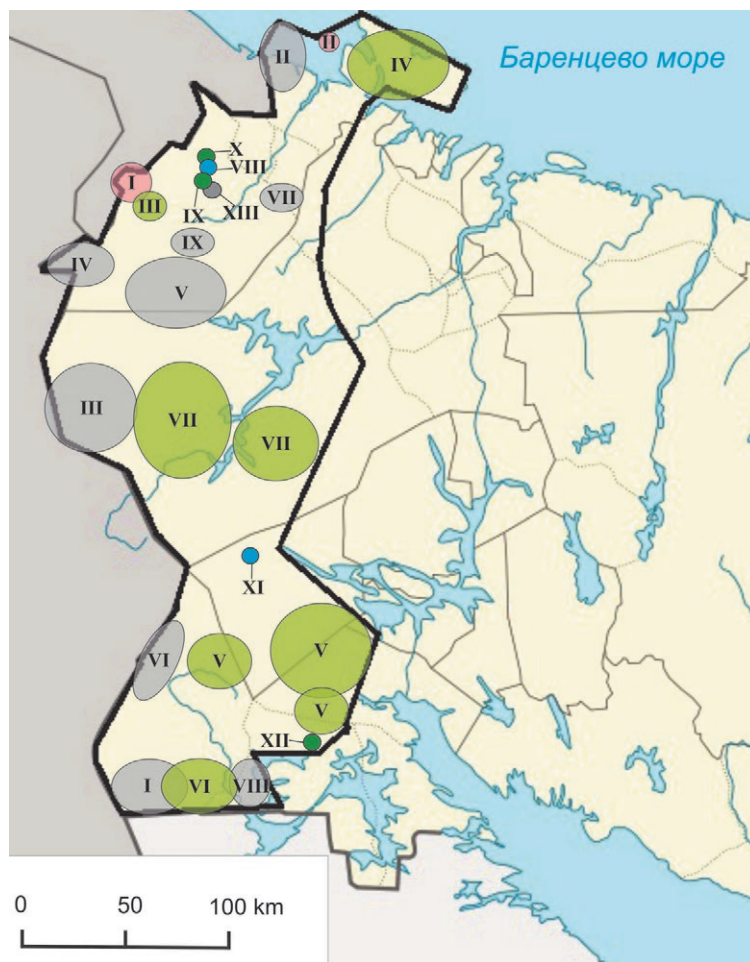 II
II
IV
Баренцево море
X
VIII
I
III
IX
XIII
VII
IX
IV
V
III
VII
VII
XI
VI
V
V
V
XII
I
VI
VIII
0 50 100 km